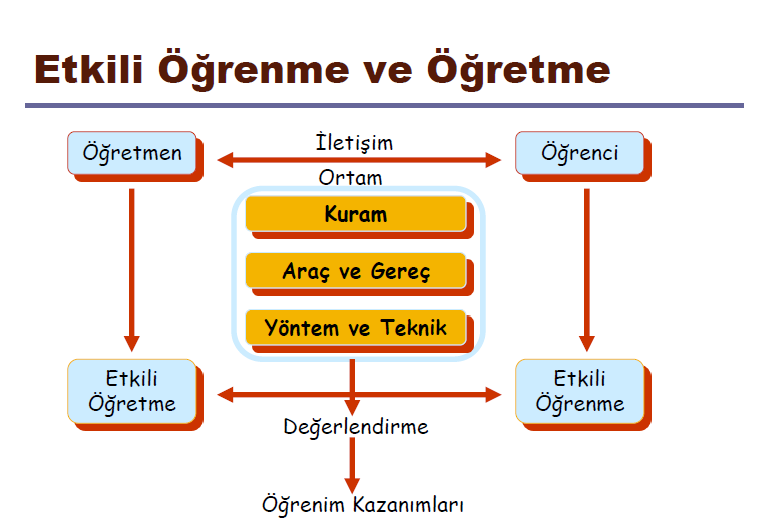 Etkili Öğrenme ve Öğretme
Öğretmen
İletişim
Öğrenci
Ortam
Kuram
Araç ve Gereç
Yöntem ve Teknik
Etkili
Öğretme
Etkili
Öğrenme
Değerlendirme
Öğrenim Kazanımları